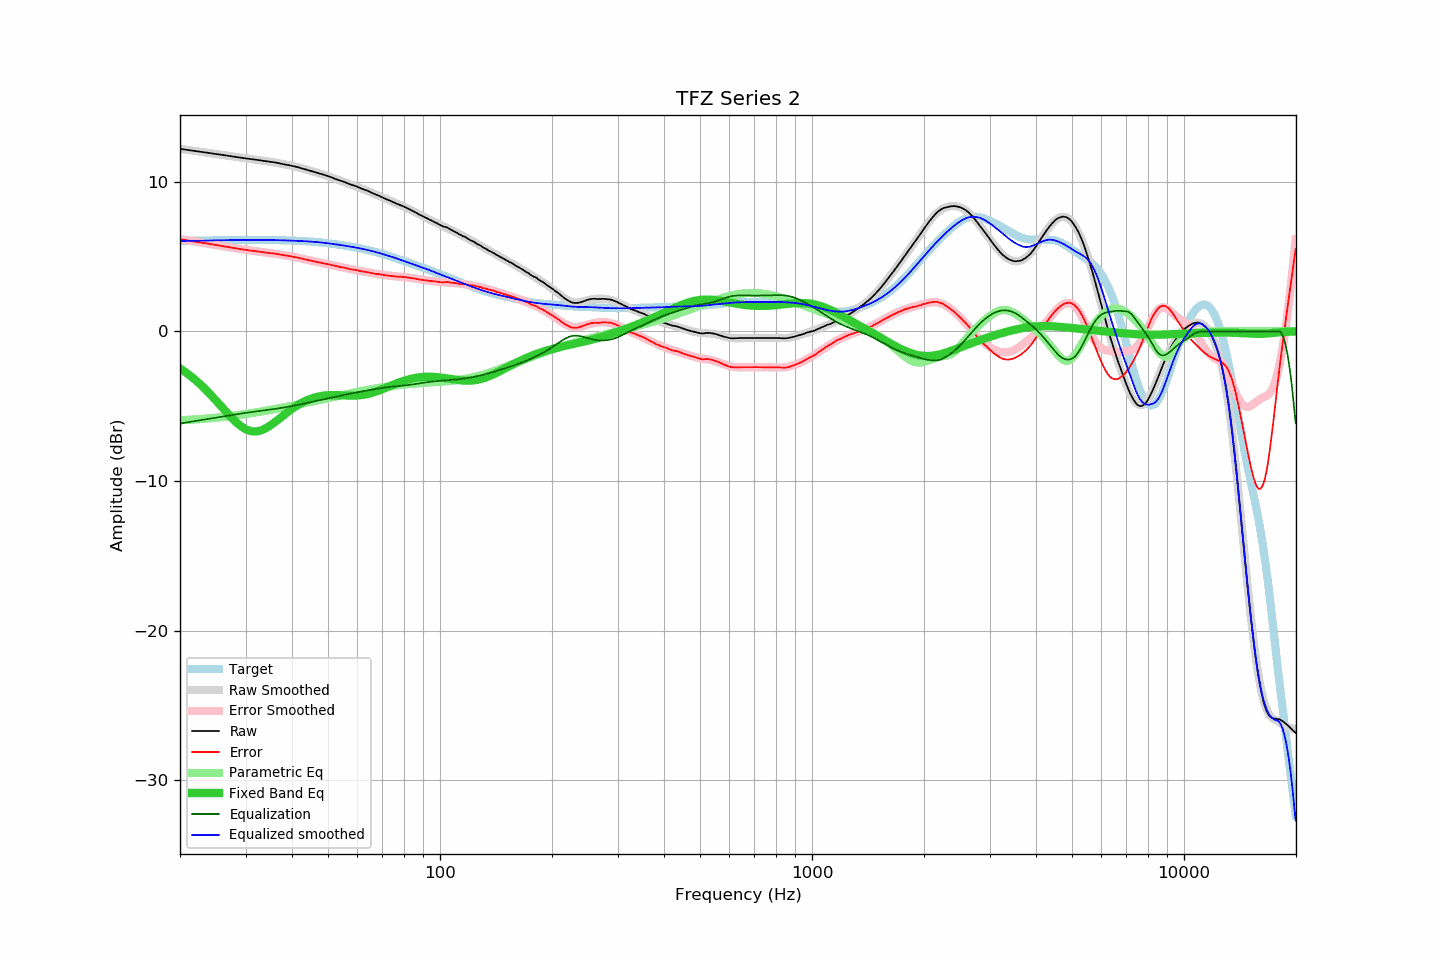 TFZ Series 2
Amplitude (dBr)
10
0
−10
−20
−30
Target
Raw Smoothed
Error Smoothed
Raw
Error
Parametric Eq
Fixed Band Eq
Equalization
Equalized smoothed
100
1000
10000
Frequency (Hz)